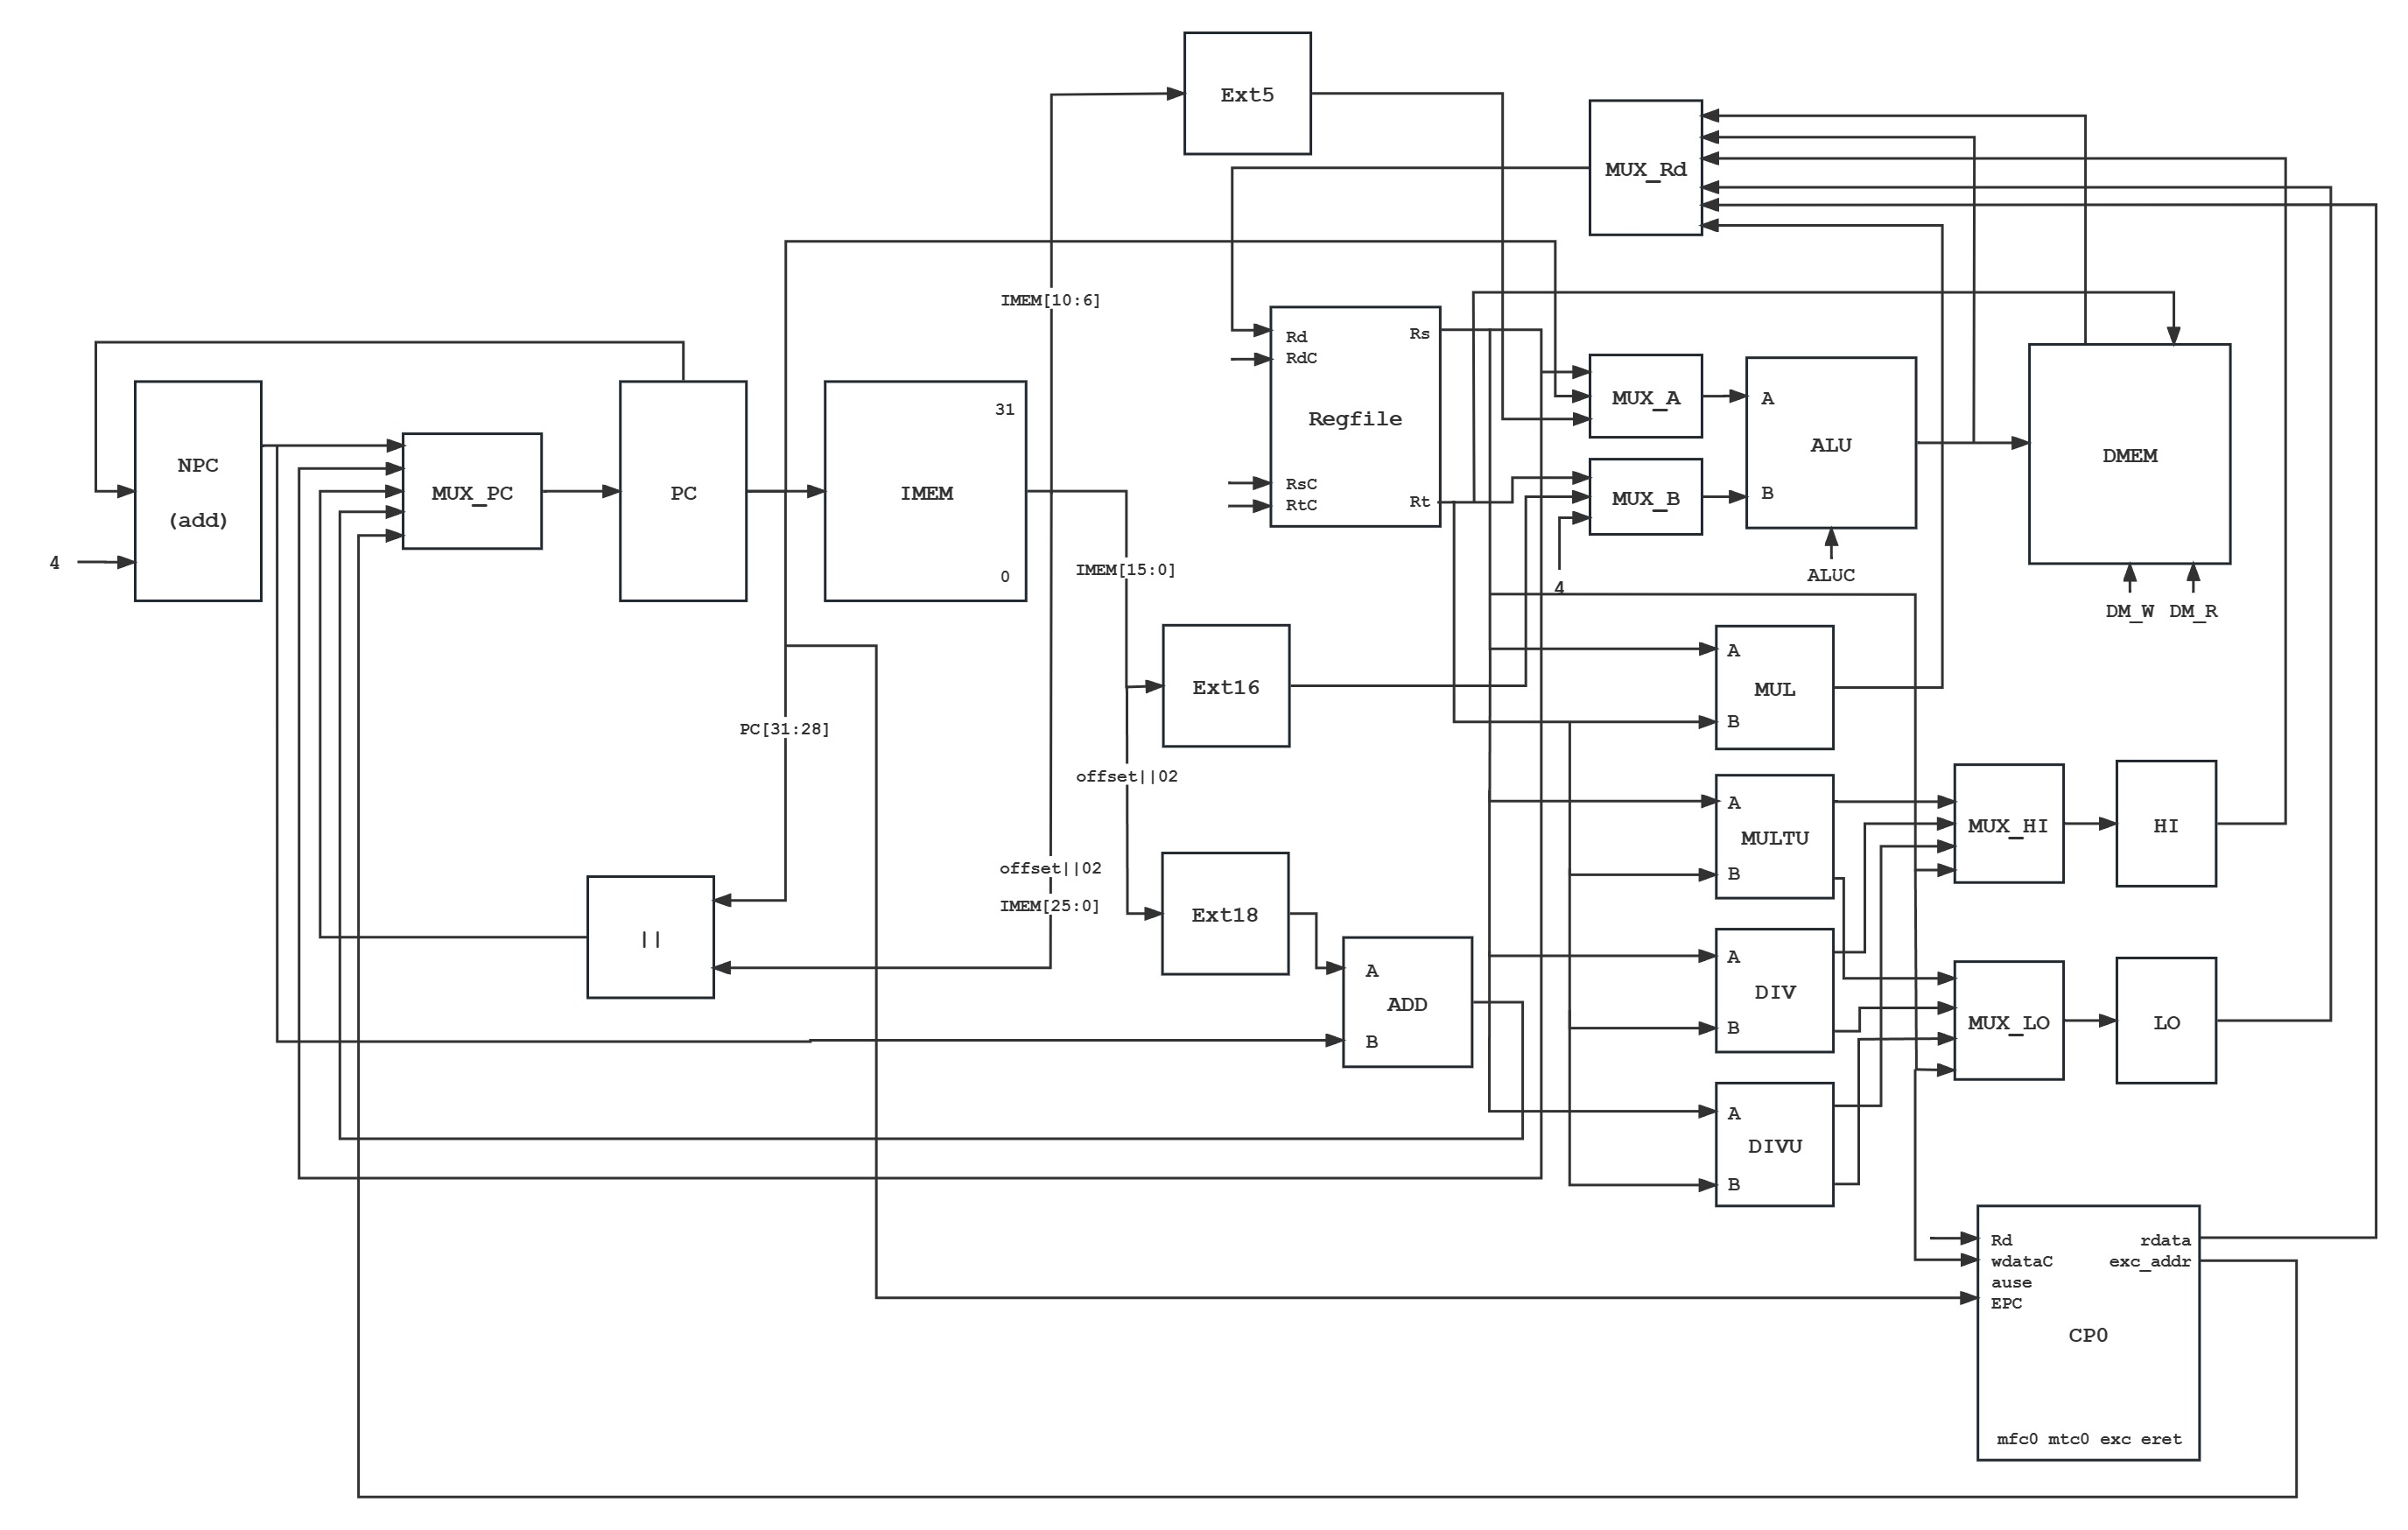 Ext5
MUX_Rd
IMEM[10:6]
Rd
RdC
Rs
Regfile
RsC
RtC
Rt
31
IMEM
0
NPC
(add)
4
MUX_PC
PC
MUX_A
MUX_B
4
A
ALU
B
ALUC
DMEM
DM_W DM_R
IMEM[15:0]
Ext16
PC[31:28]
offset||02
offset||02
IMEM[25:0]
||
Ext18
A
ADD
B
A
MUL
B
A
MULTU
B
MUX_HI
HI
A
DIV
B
MUX_LO
LO
A
DIVU
B
Rd
wdataC
ause
EPC
rdata
exc_addr
CP0
mfc0 mtc0 exc eret